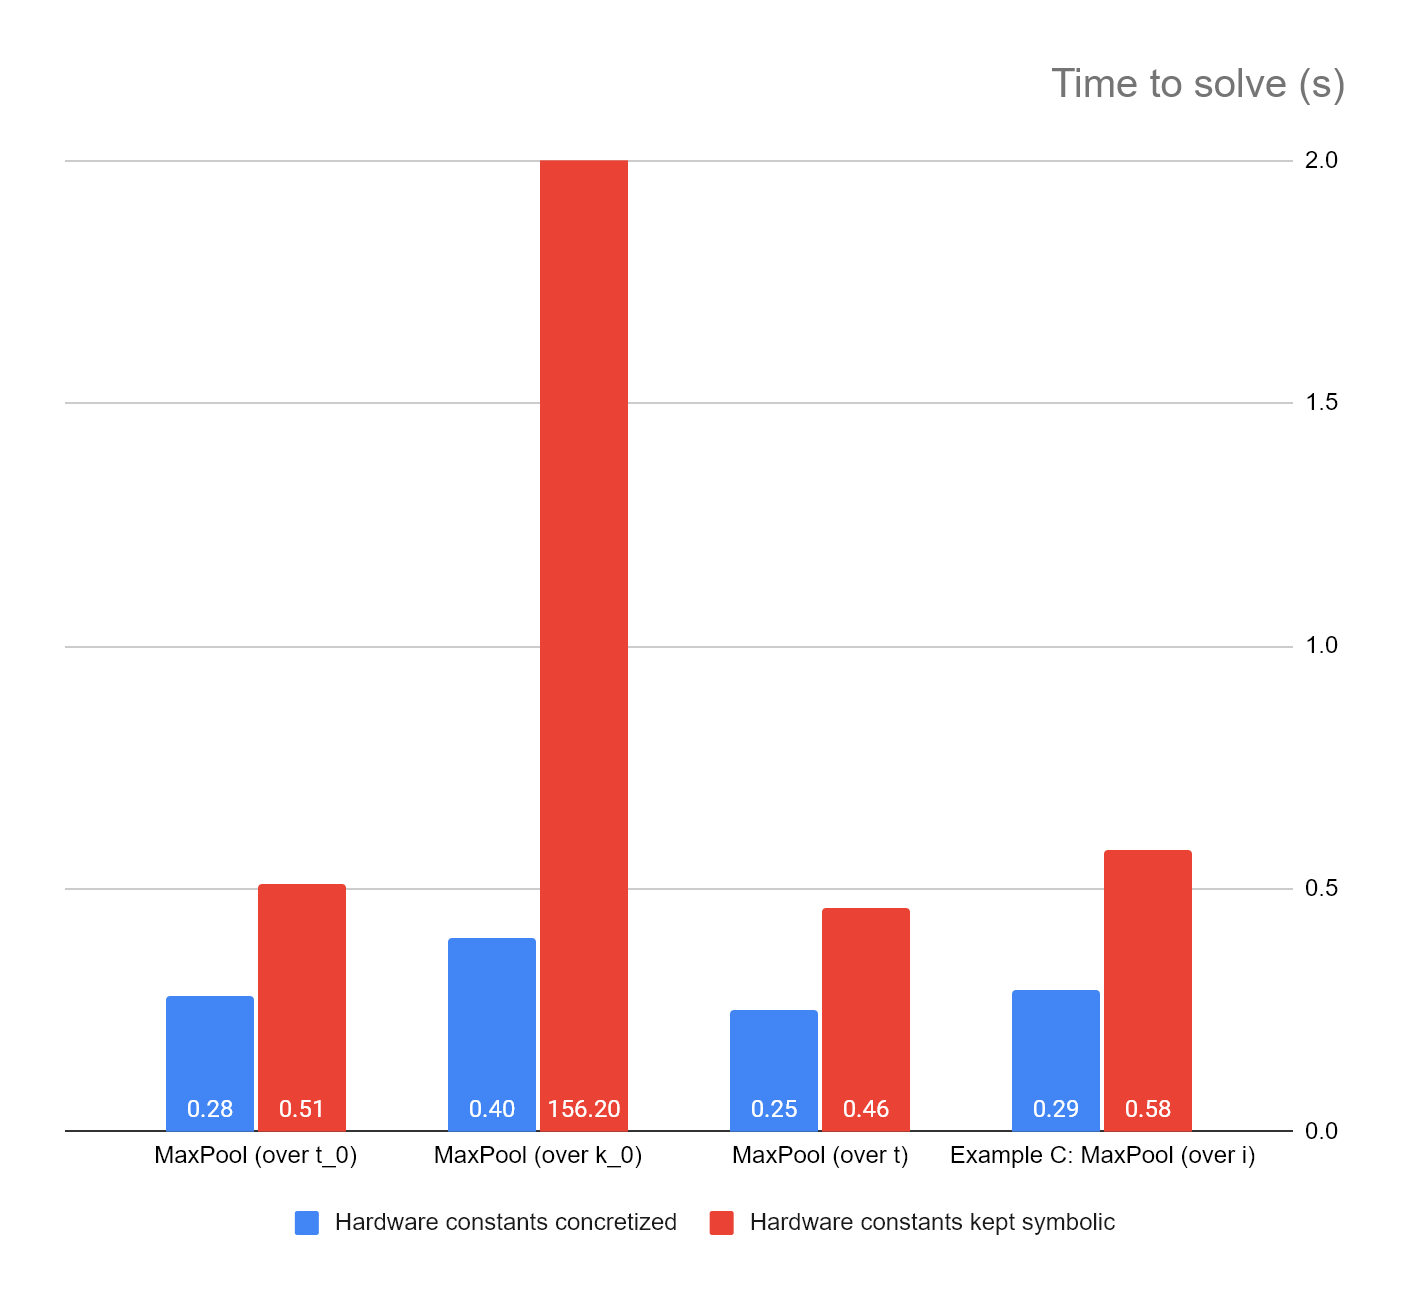 Time to solve (s)
2.0
1.5
1.0
0.5
0.28 0.51 0.40 156.20 0.25 0.46 0.29 0.58
0.0
MaxPool (over t_0) MaxPool (over k_0) MaxPool (over t) Example C: MaxPool (over i)
Hardware constants concretized Hardware constants kept symbolic